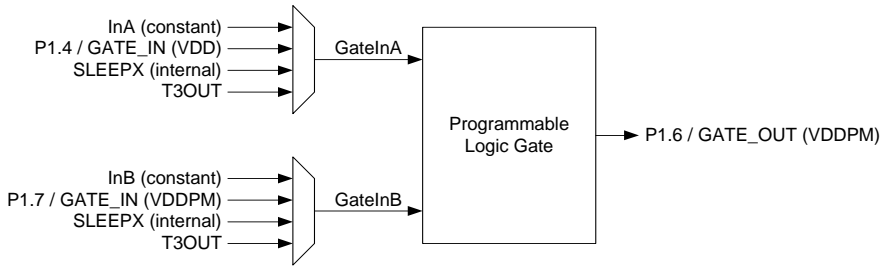 InA (constant)
P1.4 / GATE_IN (VDD)
SLEEPX (internal)
T3OUT
GateInA
InB (constant)
P1.7 / GATE_IN (VDDPM)
SLEEPX (internal)
T3OUT
GateInB
Programmable
Logic Gate
P1.6 / GATE_OUT (VDDPM)